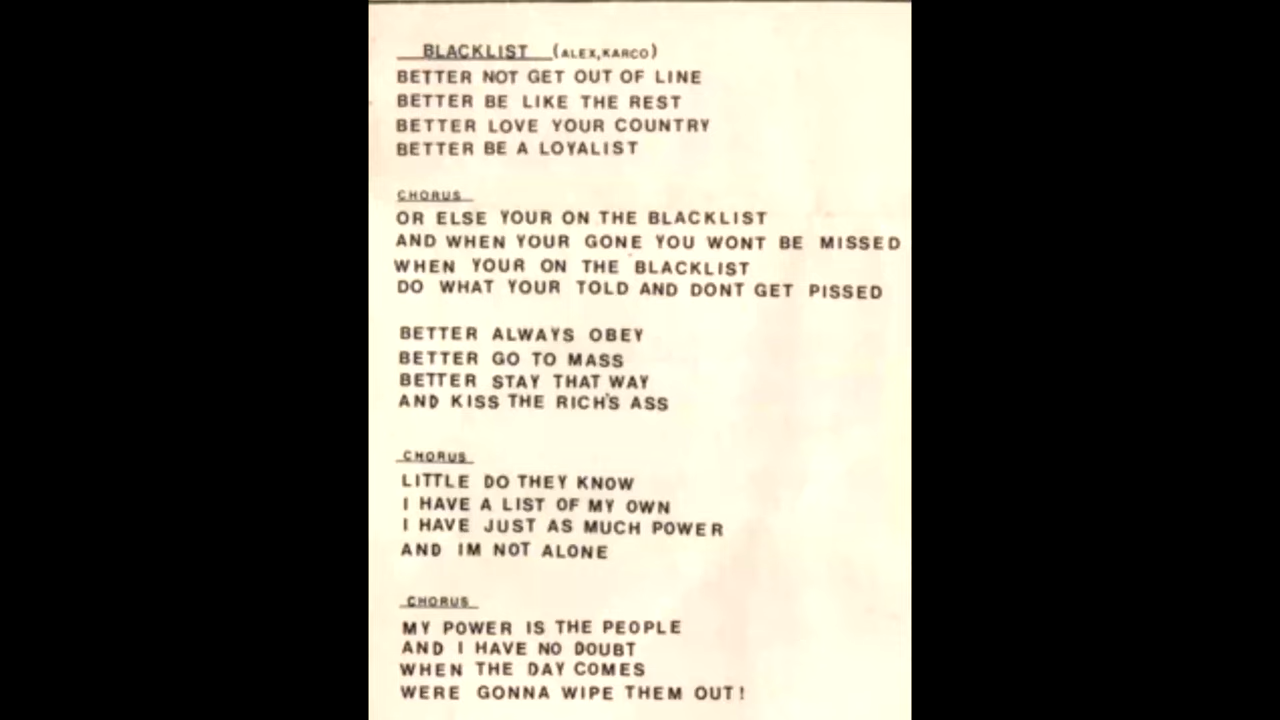 BLACKLIST (ALEX,KARCO)
BETTER NOT GET OUT OF LINE
BETTER BE LIKE THE REST
BETTER LOVE YOUR COUNTRY
BETTER BE A LOYALIST
CHORUS
OR ELSE YOUR ON THE BLACKLIST
AND WHEN YOUR GONE YOU WONT BE MISSED
WHEN YOUR ON THE BLACKLIST
DO WHAT YOUR TOLD AND DONT GET PISSED
BETTER ALWAYS OBEY
BETTER GO TO MASS
BETTER STAY THAT WAY
AND KISS THE RICH'S ASS
CHORUS
LITTLE DO THEY KNOW
I HAVE A LIST OF MY OWN
I HAVE JUST AS MUCH POWER
AND IM NOT ALONE
CHORUS
MY POWER IS THE PEOPLE
AND I HAVE NO DOUBT
WHEN THE DAY COMES
WERE GONNA WIPE THEM OUT!